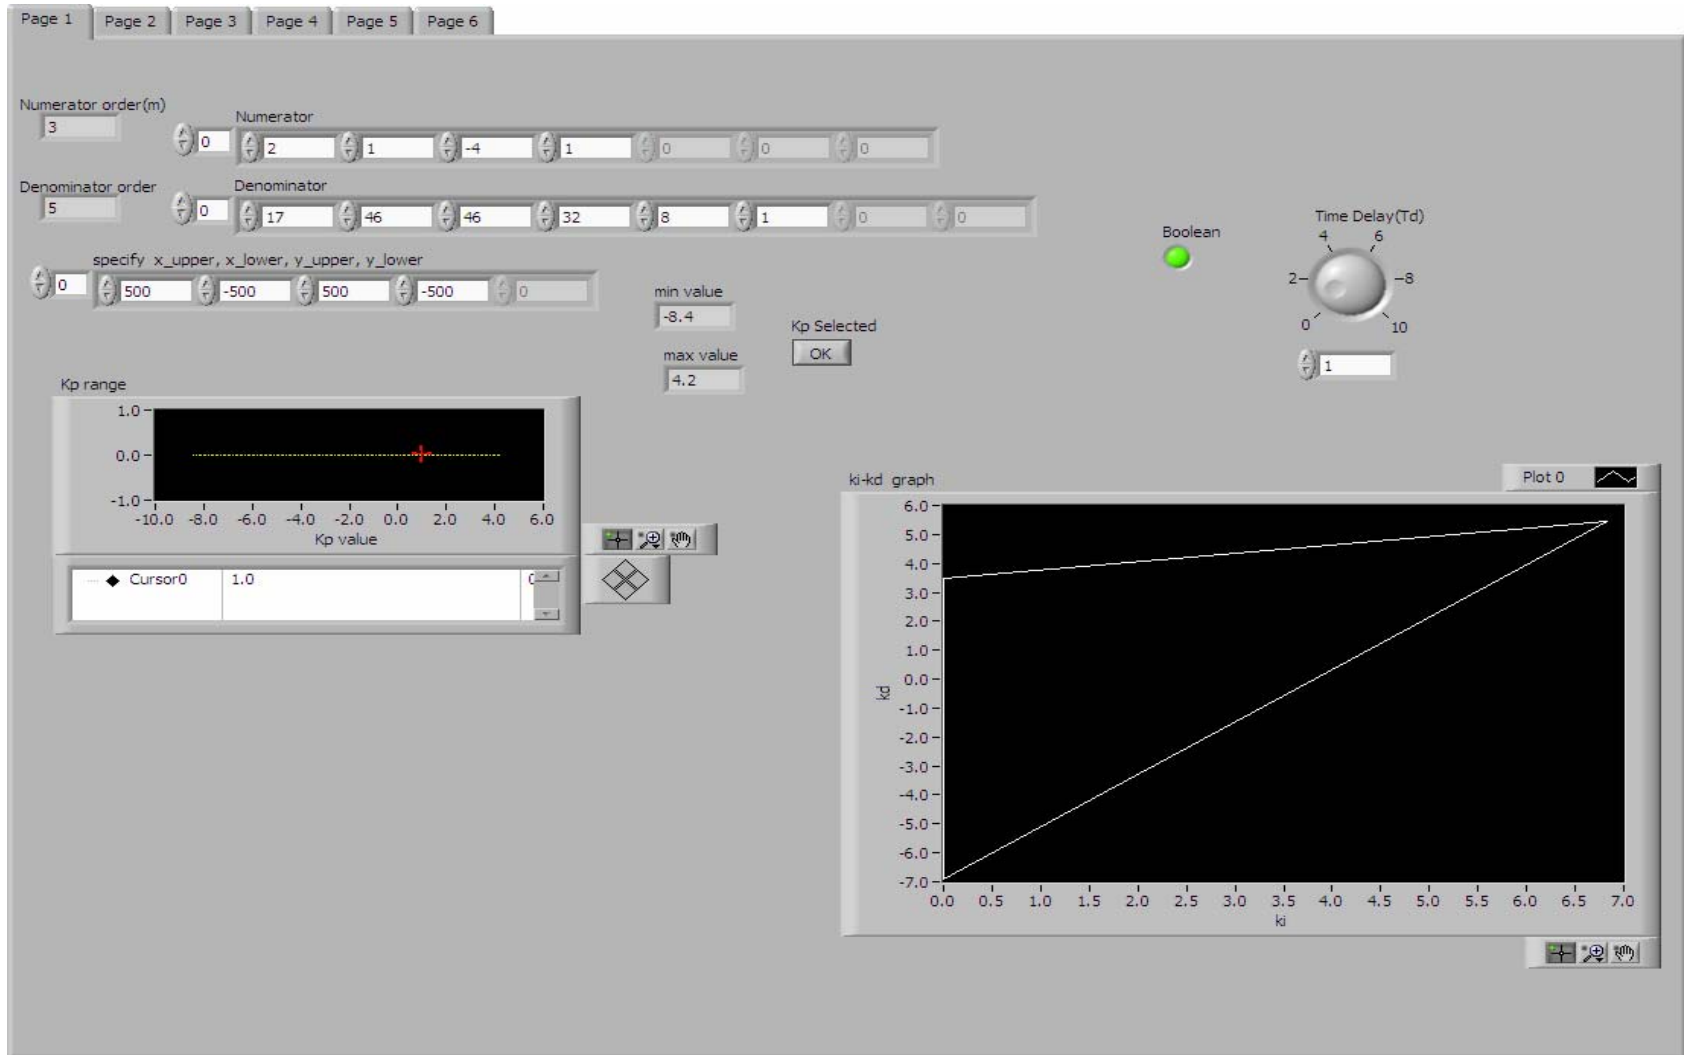 Page 1 Page 2 Page 3 Page 4 Page 5 Page 6
Numerator order(m)
3
Numerator
0 2 1 -4 1 0 0 0
Denominator order
5
Denominator
0 17 46 46 32 8 1 0 0
specify x_upper, x_lower, y_upper, y_lower
0 500 -500 500 -500 0
min value
-8.4
max value
4.2
Kp Selected
OK
Boolean
Time Delay(Td)
4 6
2- -8
0 10
1
Kp range
1.0
0.0
-1.0
-10.0 -8.0 -6.0 -4.0 -2.0 0.0 2.0 4.0 6.0
Kp value
Cursor0 1.0
ki-kd graph
Plot 0
6.0
5.0
4.0
3.0
2.0
1.0
0.0
-1.0
-2.0
-3.0
-4.0
-5.0
-6.0
-7.0
kd
0.0 0.5 1.0 1.5 2.0 2.5 3.0 3.5 4.0 4.5 5.0 5.5 6.0 6.5 7.0
ki